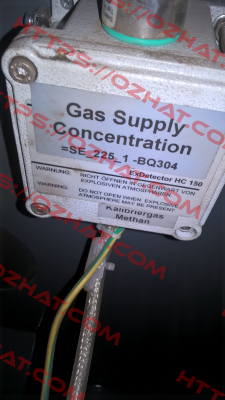 HTTPS://OZHAT.COM
Gas Supply
Concentration
=SE_225_1 -BQ304
ExDetector HC 150
WARNUNG: NICHT ÖFFNEN IN GEGENWART VON
EXPLOSIVEN ATMOSPHÄREN
WARNING: DO NOT OPEN WHEN EXPLOSIVE
ATMOSPHERE MAY BE PRESENT
Kalibriergas
Methan